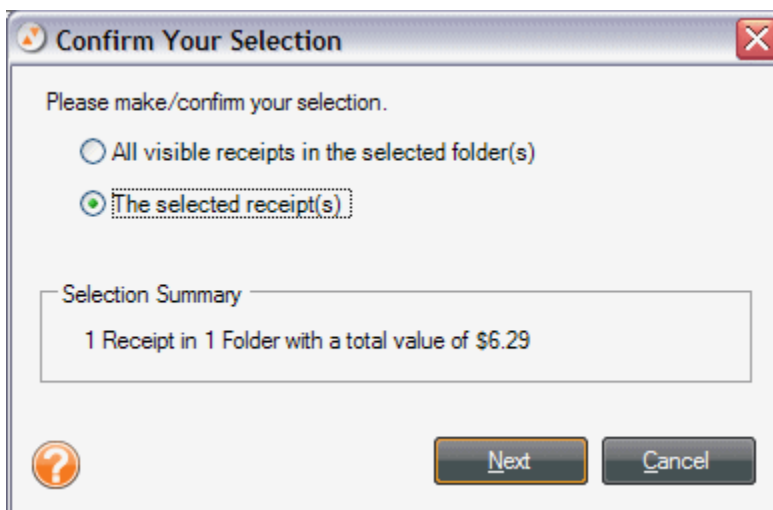 Confirm Your Selection
Please make/confirm your selection.
All visible receipts in the selected folder(s)
The selected receipt(s)
Selection Summary
1 Receipt in 1 Folder with a total value of $6.29
?
Next
Cancel